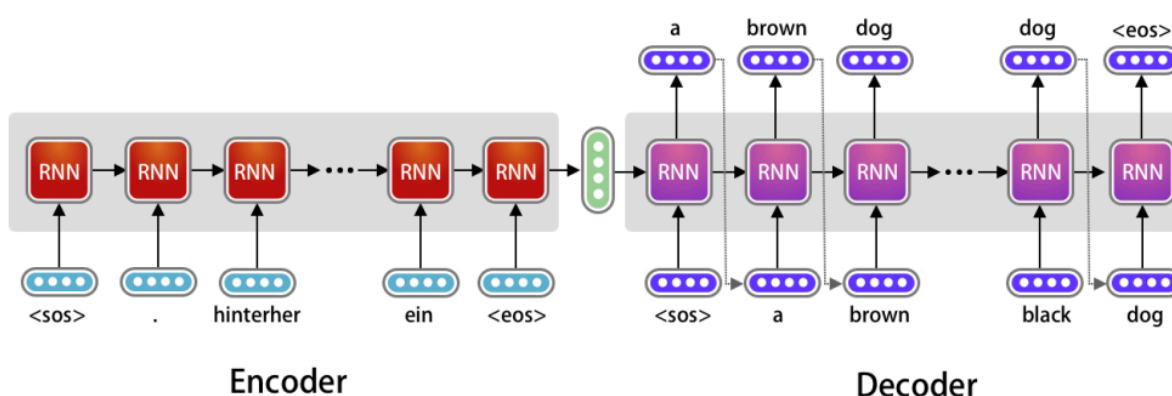 a brown dog dog <eos>
RNN RNN RNN ••• RNN RNN RNN RNN RNN ••• RNN RNN
<sos> . hinterher ein <eos> <sos> a brown black dog
Encoder Decoder